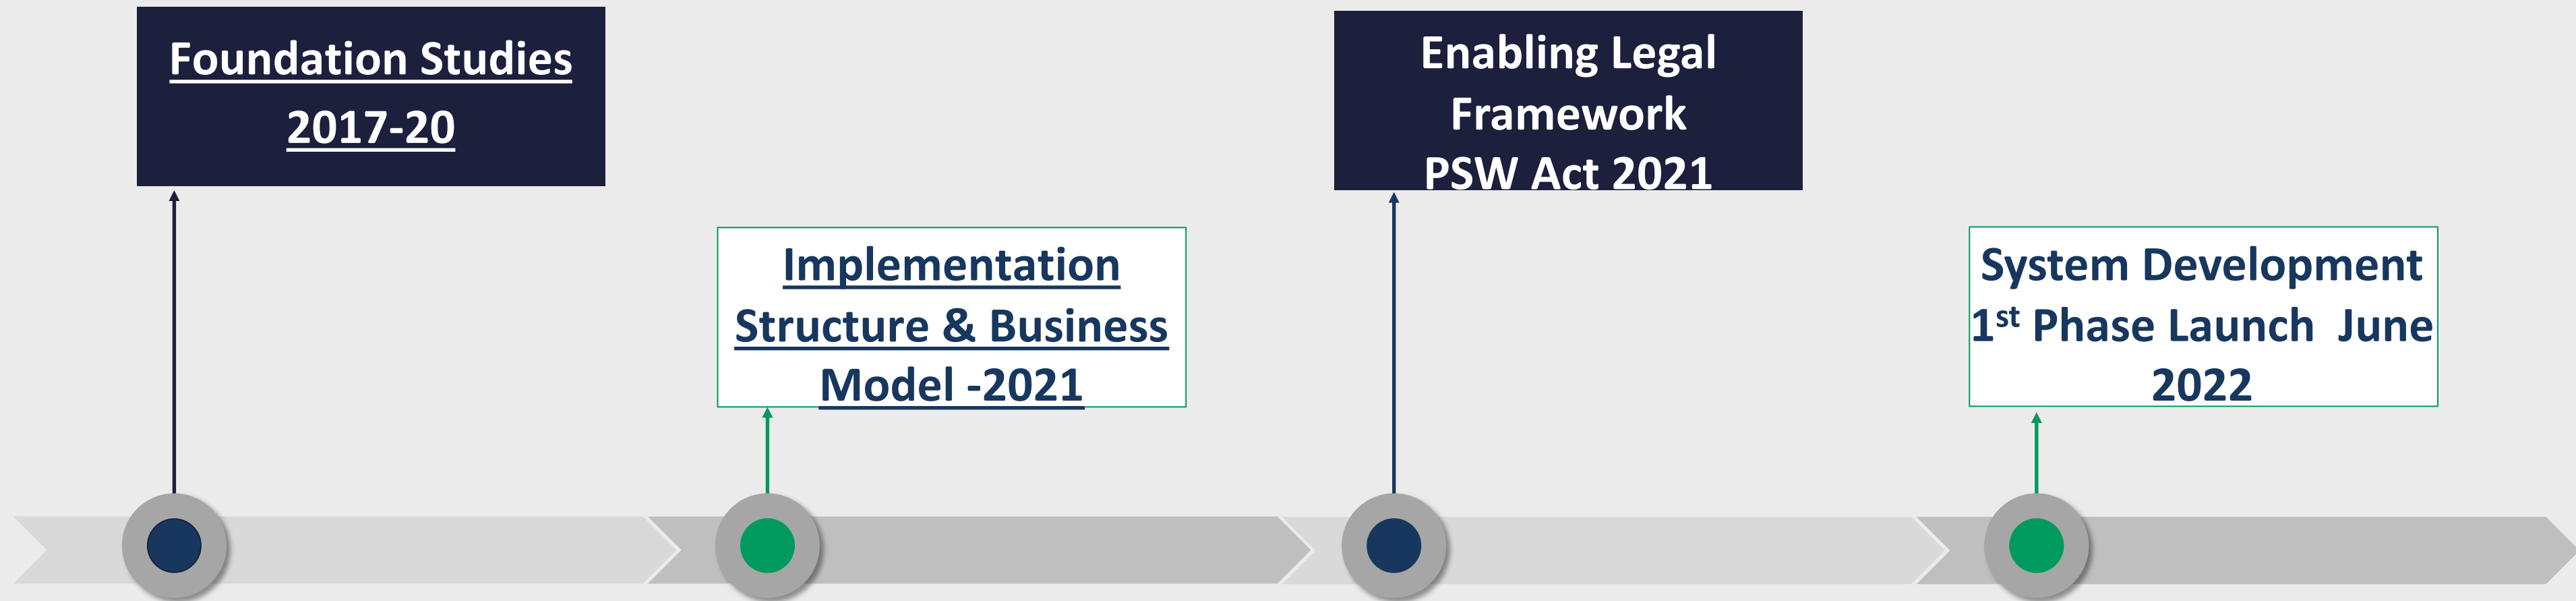 Foundation Studies
2017-20
Implementation
Structure & Business
Model -2021
Enabling Legal
Framework
PSW Act 2021
System Development
1st Phase Launch  June
2022